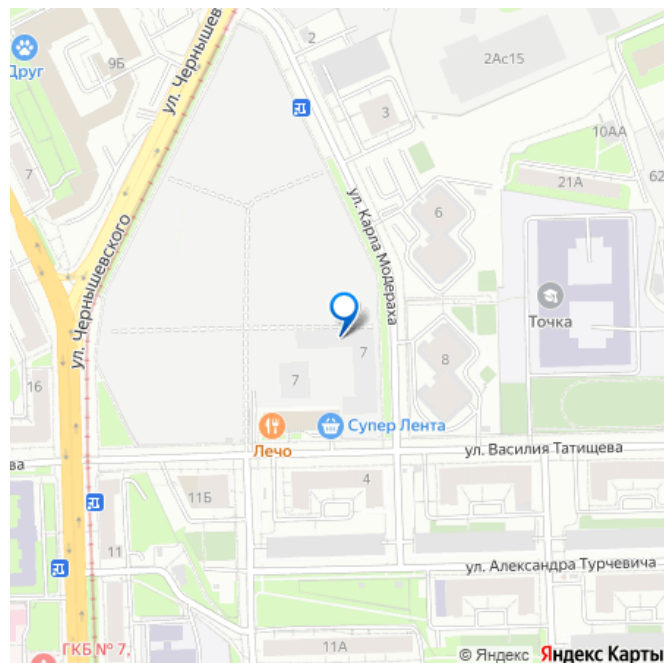 ул. Чернышев
2
9Б
Друг
2Ас15
3
10АА
7
21А
62
ул. Карла Модераха
6
ул. Чернышевского
Точка
7
8
7
16
Супер Лента
Лечо
ул. Василия Татищева
ва
4
11Б
11
ул. Александра Турчевича
ГКБ № 7,
11А
© Яндекс Яндекс Карты